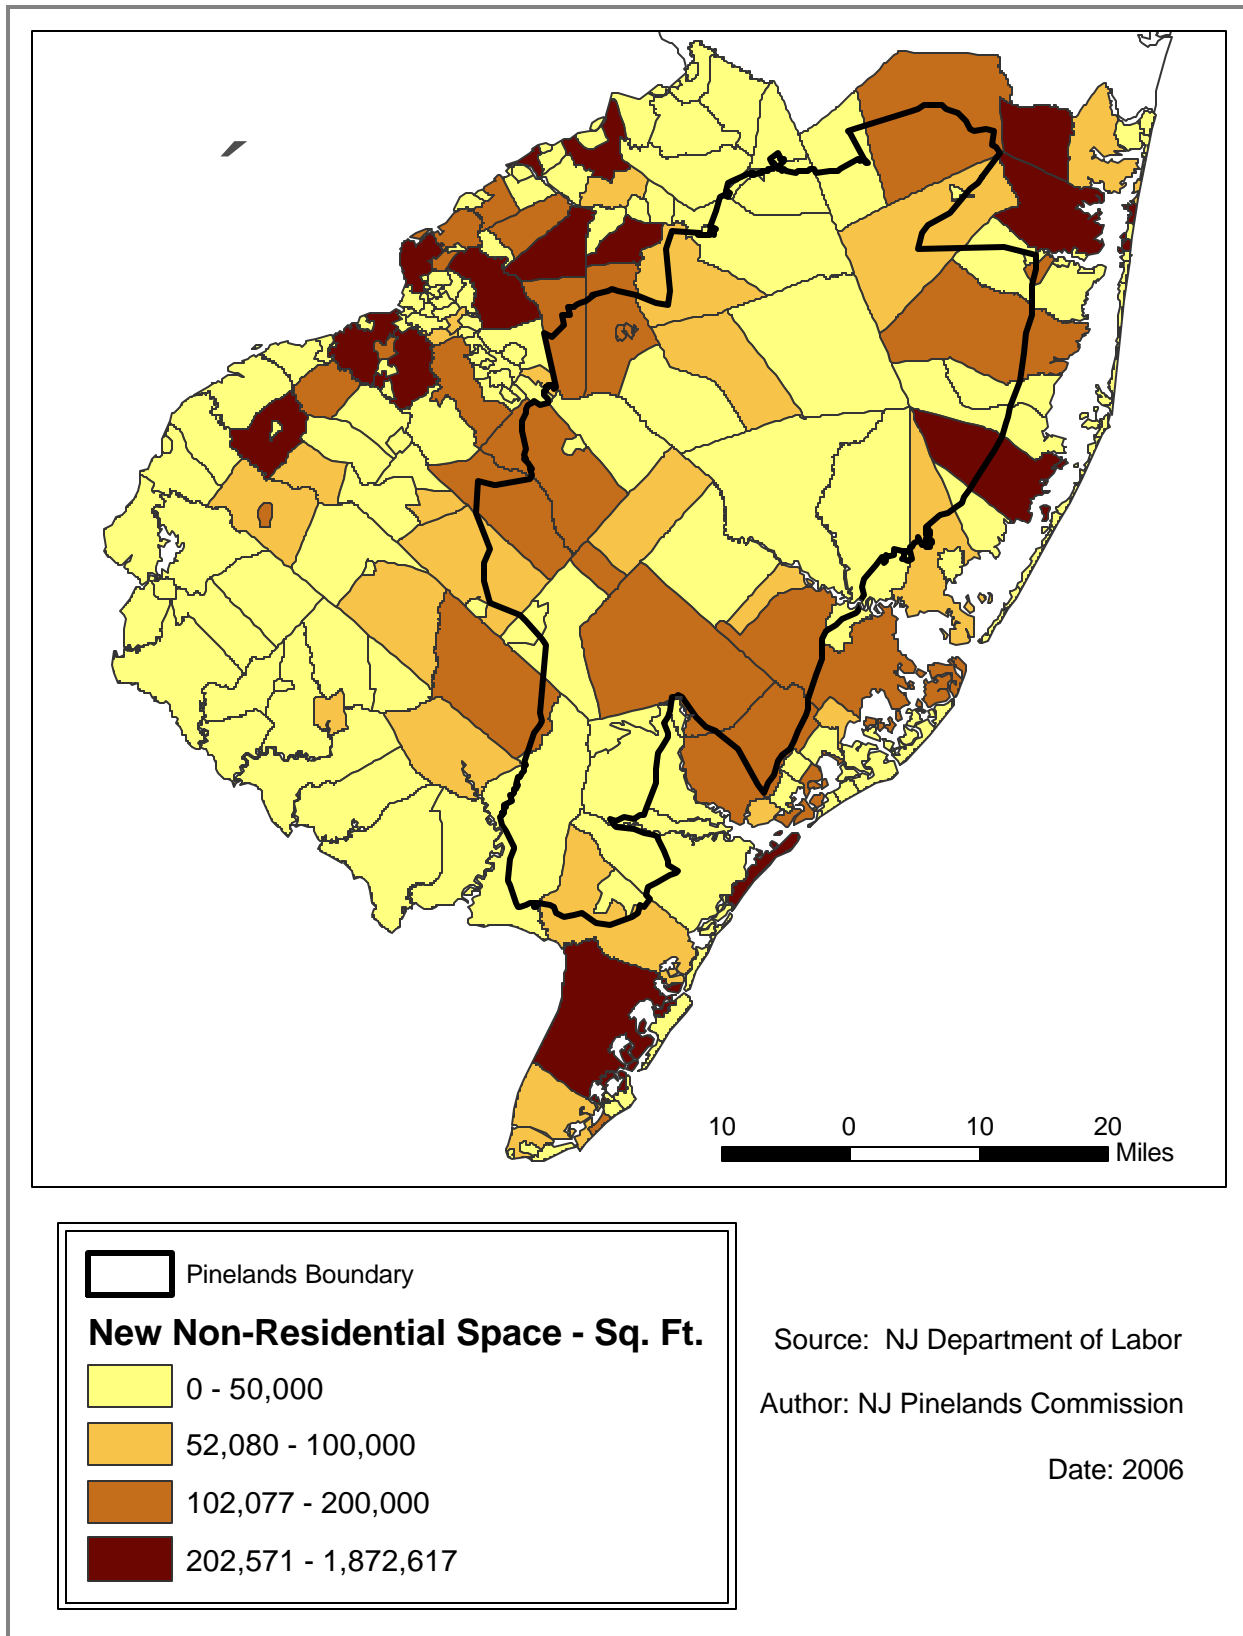 10 0 10 20
Miles
Pinelands Boundary
New Non-Residential Space - Sq. Ft.
0 - 50,000
52,080 - 100,000
102,077 - 200,000
202,571 - 1,872,617
Source: NJ Department of Labor
Author: NJ Pinelands Commission
Date: 2006